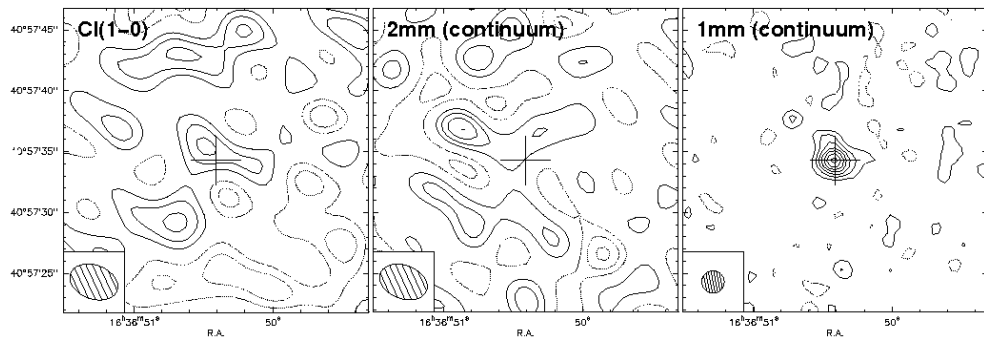 CI(1-0) 2mm (continuum) 1mm (continuum)
40°57'45"
40°57'40"
40°57'35"
40°57'30"
40°57'25"
16ʰ36ᵐ51ˢ 50ˢ 16ʰ36ᵐ51ˢ 50ˢ 16ʰ36ᵐ51ˢ 50ˢ
R.A. R.A. R.A.